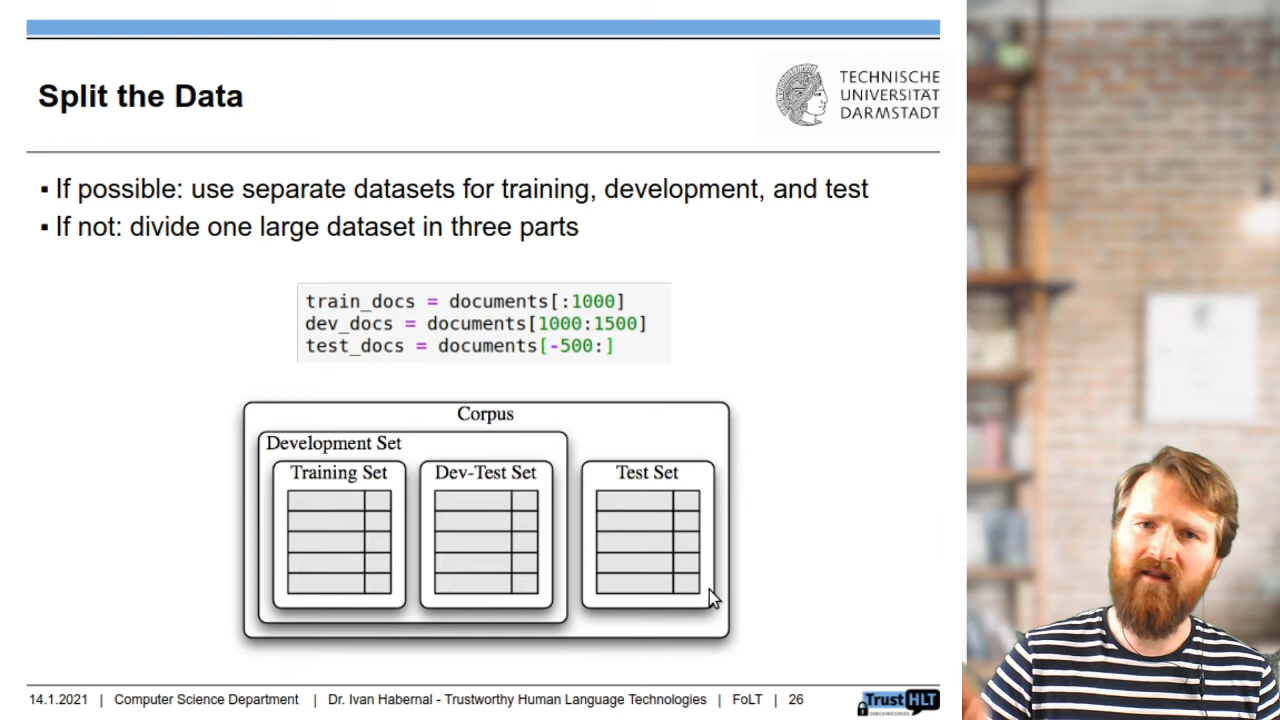 Split the Data
TECHNISCHE
UNIVERSITÄT
DARMSTADT
▪ If possible: use separate datasets for training, development, and test
▪ If not: divide one large dataset in three parts
train_docs = documents[:1000]
dev_docs = documents[1000:1500]
test_docs = documents[-500:]
Corpus
Development Set
Training Set
Dev-Test Set
Test Set
14.1.2021 | Computer Science Department | Dr. Ivan Habernal - Trustworthy Human Language Technologies | FoLT | 26
TrustHLT